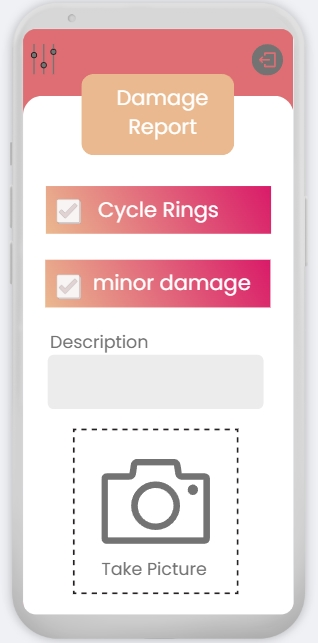 Damage
Report
Cycle Rings
minor damage
Description
Take Picture